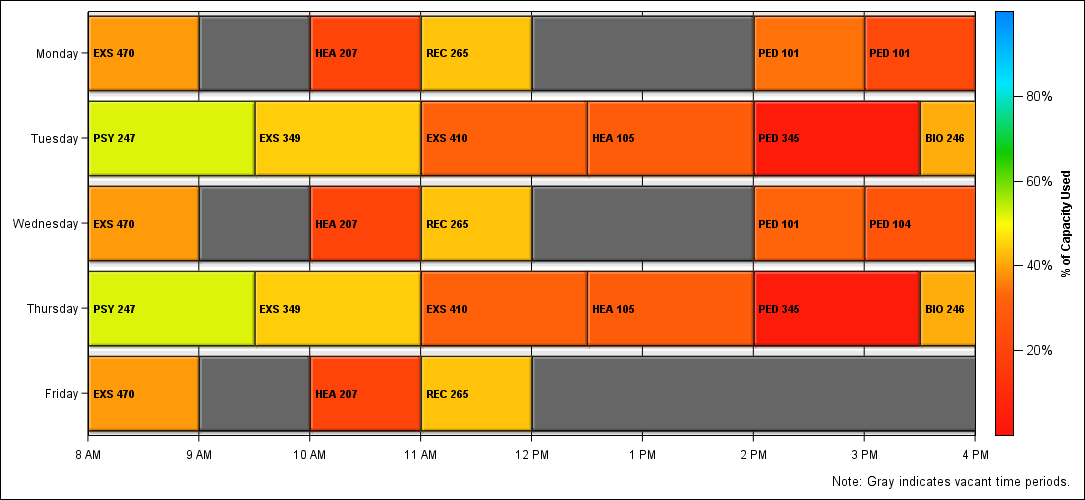 Monday EXS 470 HEA 207 REC 265 PED 101 PED 101
80%
Tuesday PSY 247 EXS 349 EXS 410 HEA 105 PED 345 BIO 246
60%
% of Capacity Used
Wednesday EXS 470 HEA 207 REC 265 PED 101 PED 104
40%
Thursday PSY 247 EXS 349 EXS 410 HEA 105 PED 345 BIO 246
20%
Friday EXS 470 HEA 207 REC 265
8 AM 9 AM 10 AM 11 AM 12 PM 1 PM 2 PM 3 PM 4 PM
Note: Gray indicates vacant time periods.